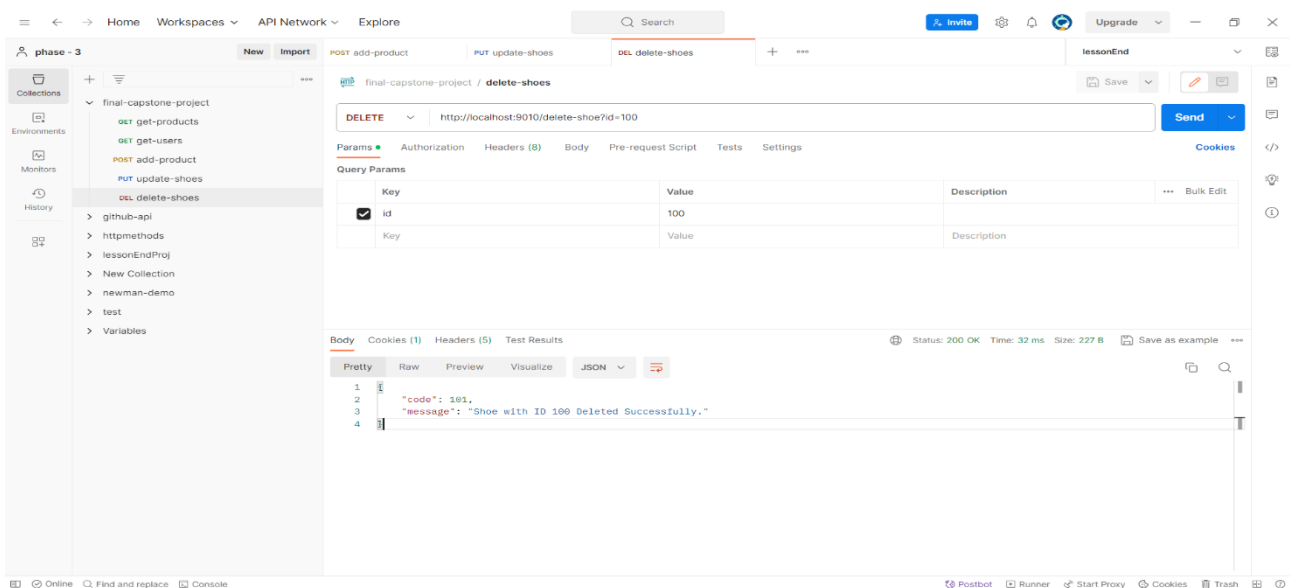 Home Workspaces API Network Explore Search Invite Upgrade
phase - 3 New Import POST add-product PUT update-shoes DEL delete-shoes lessonEnd
Collections
Environments
Monitors
History
final-capstone-project
GET get-products
GET get-users
POST add-product
PUT update-shoes
DEL delete-shoes
github-api
httpmethods
lessonEndProj
New Collection
newman-demo
test
Variables
HTTP final-capstone-project / delete-shoes Save
DELETE http://localhost:9010/delete-shoe?id=100 Send
Params Authorization Headers (8) Body Pre-request Script Tests Settings Cookies
Query Params
Key Value Description Bulk Edit
id 100
Key Value Description
Body Cookies (1) Headers (5) Test Results Status: 200 OK Time: 32 ms Size: 227 B Save as example
Pretty Raw Preview Visualize JSON
1 {
2 "code": 101,
3 "message": "Shoe with ID 100 Deleted Successfully."
4 }
Online Find and replace Console Postbot Runner Start Proxy Cookies Trash